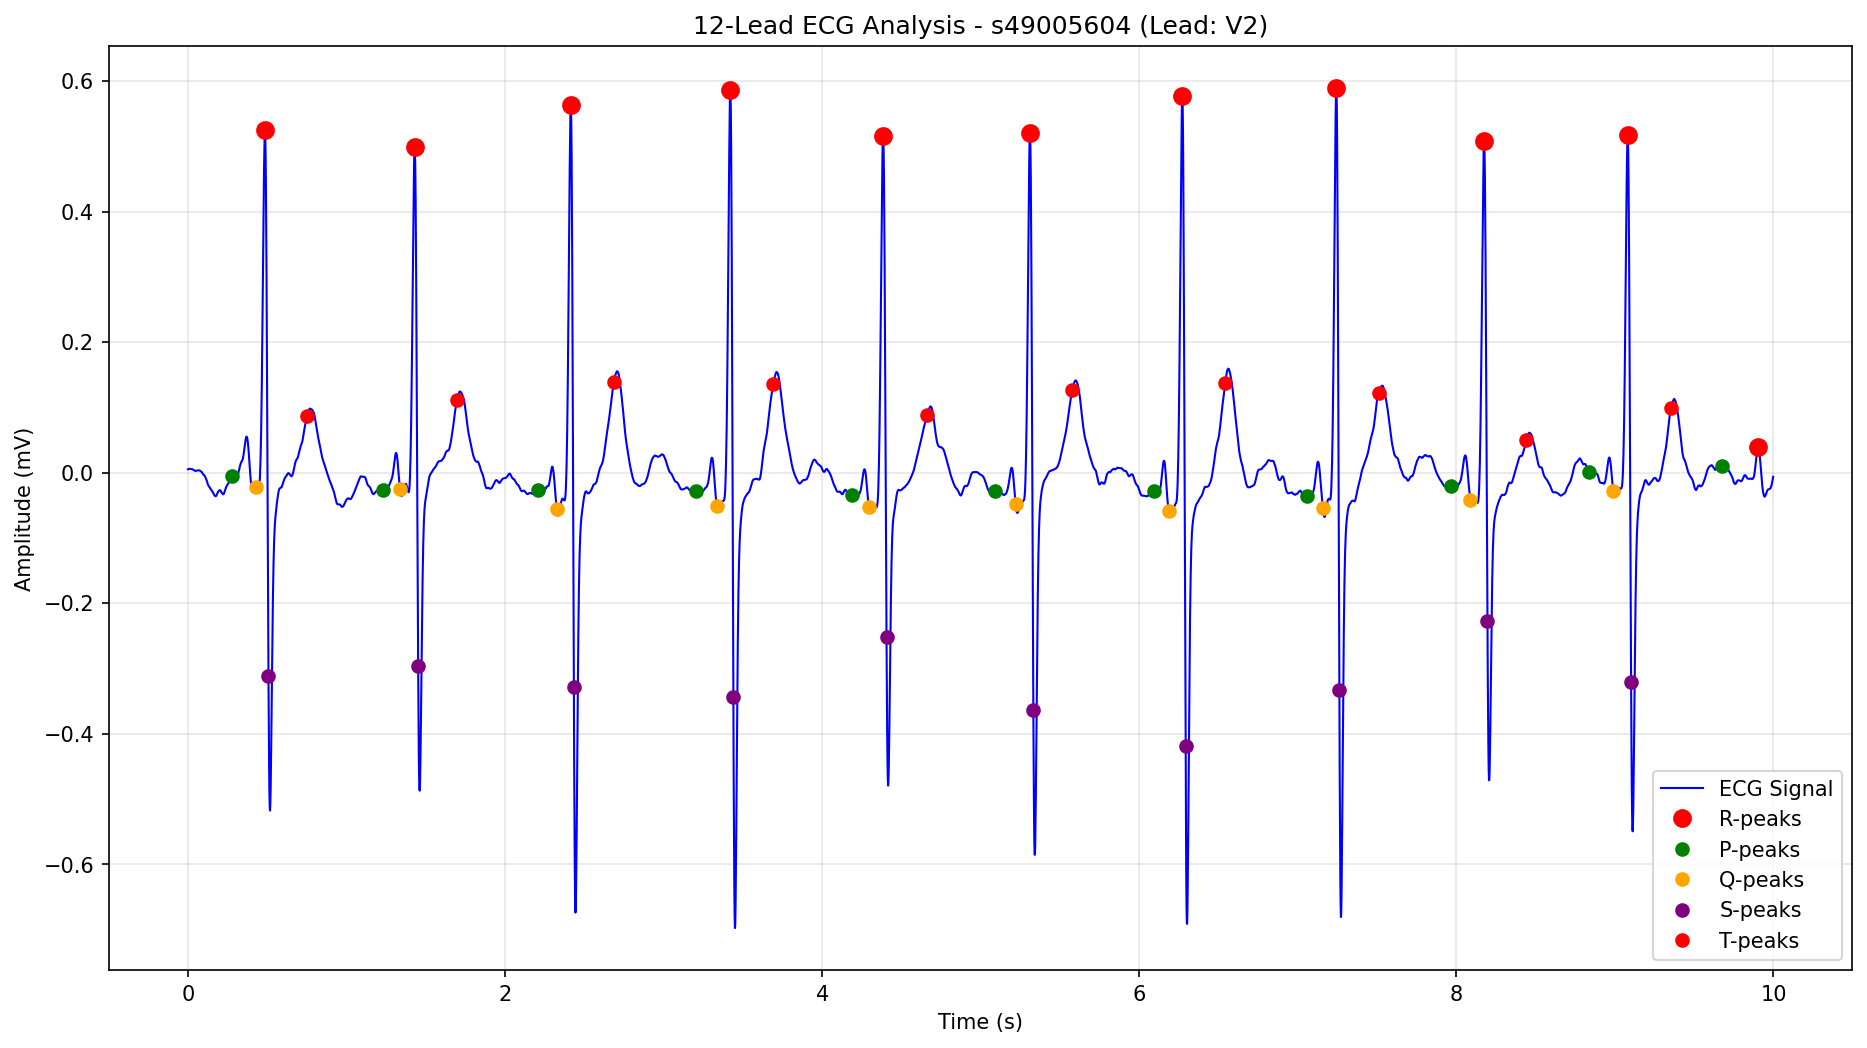 12-Lead ECG Analysis - s49005604 (Lead: V2)
Amplitude (mV)
0.6
0.4
0.2
0.0
−0.2
−0.4
−0.6
ECG Signal
R-peaks
P-peaks
Q-peaks
S-peaks
T-peaks
0 2 4 6 8 10
Time (s)